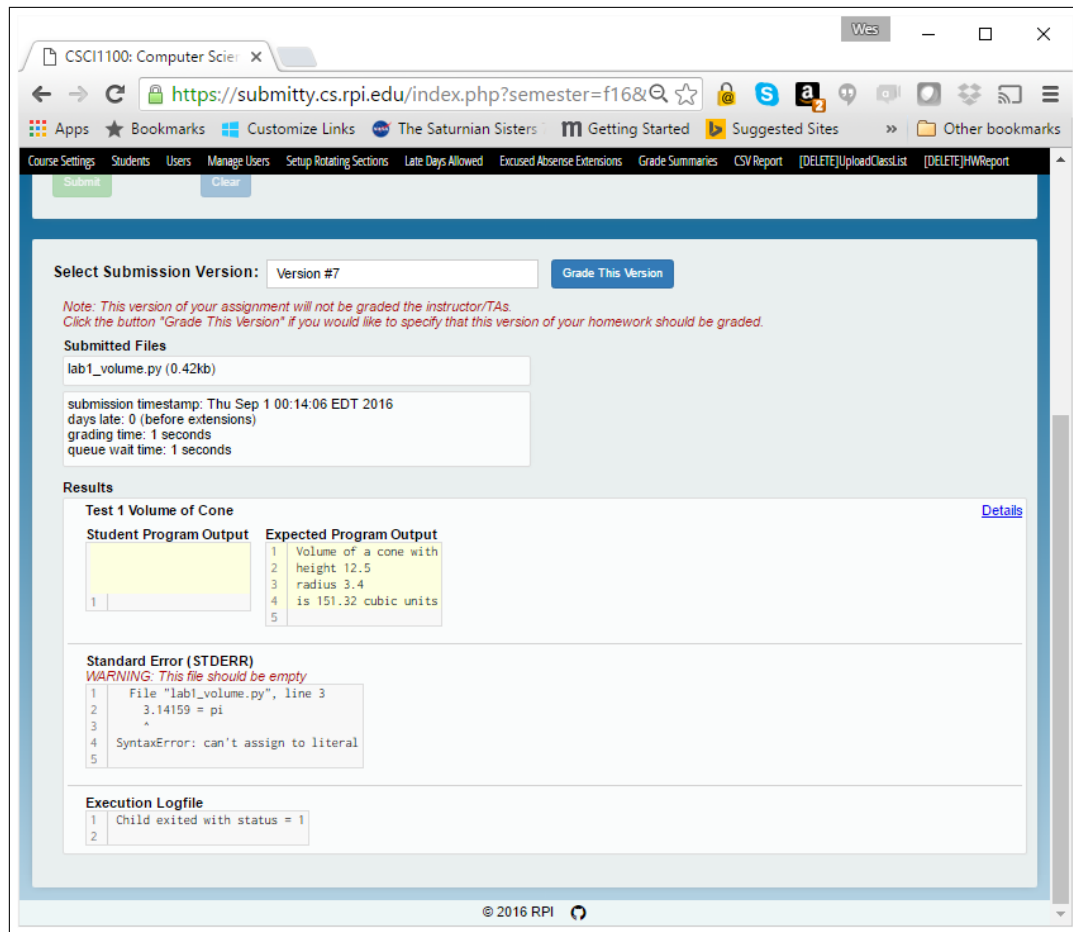 Wes
CSCI1100: Computer Scier
https://submitty.cs.rpi.edu/index.php?semester=f16&
Apps Bookmarks Customize Links The Saturnian Sisters Getting Started Suggested Sites » Other bookmarks
Course Settings Students Users Manage Users Setup Rotating Sections Late Days Allowed Excused Absense Extensions Grade Summaries CSV Report [DELETE]UploadClassList [DELETE]HWReport
Submit Clear
Select Submission Version: Version #7 Grade This Version
Note: This version of your assignment will not be graded the instructor/TAs.
Click the button "Grade This Version" if you would like to specify that this version of your homework should be graded.
Submitted Files
lab1_volume.py (0.42kb)
submission timestamp: Thu Sep 1 00:14:06 EDT 2016
days late: 0 (before extensions)
grading time: 1 seconds
queue wait time: 1 seconds
Results
Test 1 Volume of Cone Details
Student Program Output Expected Program Output
1 Volume of a cone with
2 height 12.5
3 radius 3.4
1 4 is 151.32 cubic units
5
Standard Error (STDERR)
WARNING: This file should be empty
1 File "lab1_volume.py", line 3
2 3.14159 = pi
3 ^
4 SyntaxError: can't assign to literal
5
Execution Logfile
1 Child exited with status = 1
2
© 2016 RPI